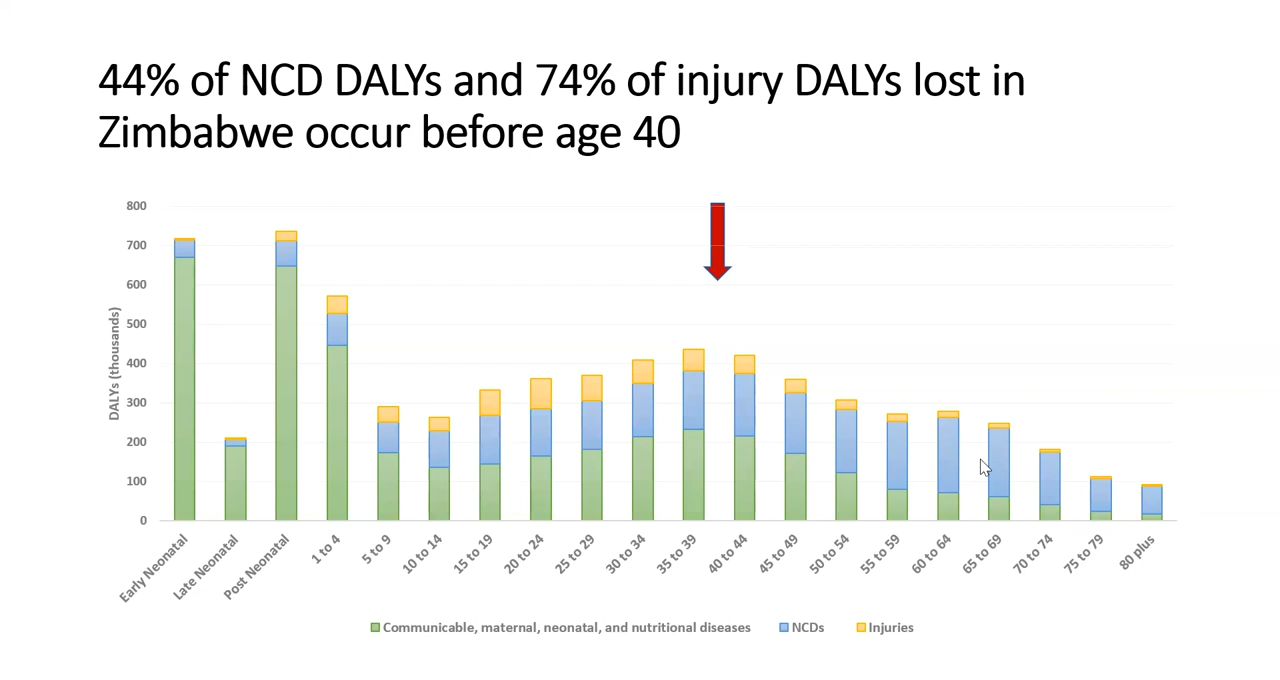 44% of NCD DALYs and 74% of injury DALYs lost in
Zimbabwe occur before age 40
DALYs (thousands)
800
700
600
500
400
300
200
100
0
Early Neonatal
Late Neonatal
Post Neonatal
1 to 4
5 to 9
10 to 14
15 to 19
20 to 24
25 to 29
30 to 34
35 to 39
40 to 44
45 to 49
50 to 54
55 to 59
60 to 64
65 to 69
70 to 74
75 to 79
80 plus
Communicable, maternal, neonatal, and nutritional diseases
NCDs
Injuries